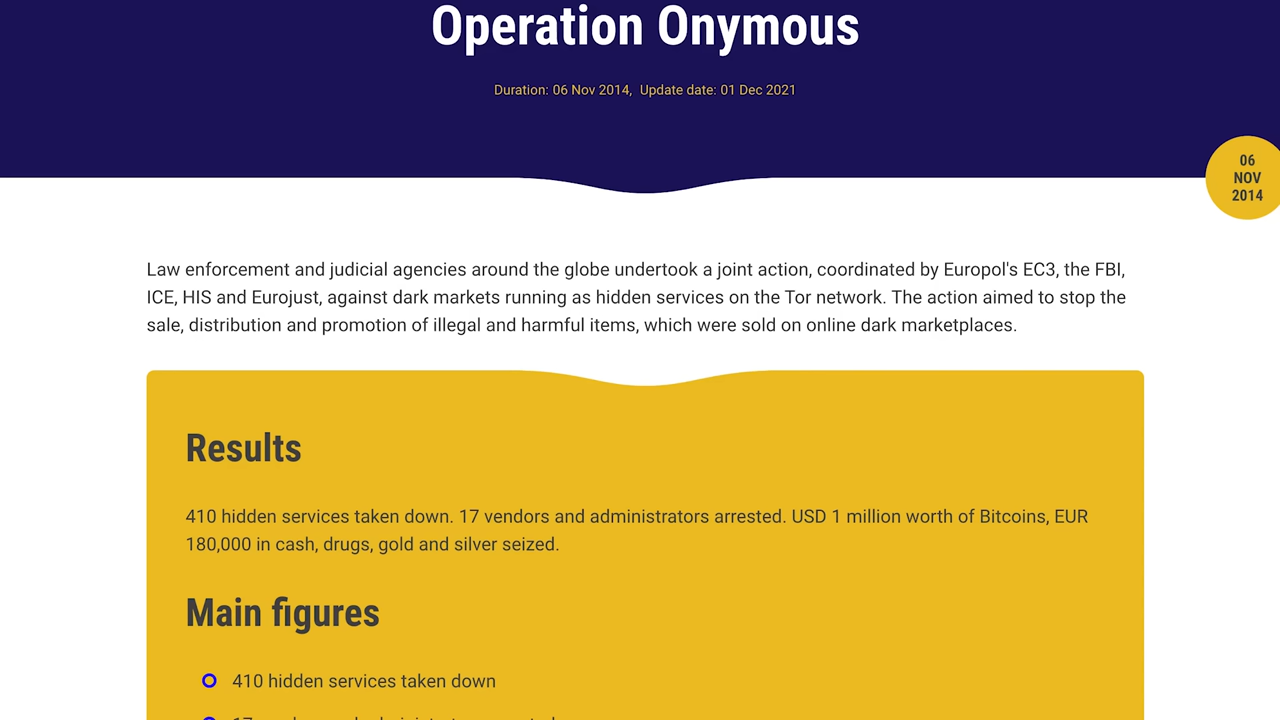 Operation Onymous
Duration: 06 Nov 2014, Update date: 01 Dec 2021
06
NOV
2014
Law enforcement and judicial agencies around the globe undertook a joint action, coordinated by Europol's EC3, the FBI,
ICE, HIS and Eurojust, against dark markets running as hidden services on the Tor network. The action aimed to stop the
sale, distribution and promotion of illegal and harmful items, which were sold on online dark marketplaces.
Results
410 hidden services taken down. 17 vendors and administrators arrested. USD 1 million worth of Bitcoins, EUR
180,000 in cash, drugs, gold and silver seized.
Main figures
410 hidden services taken down